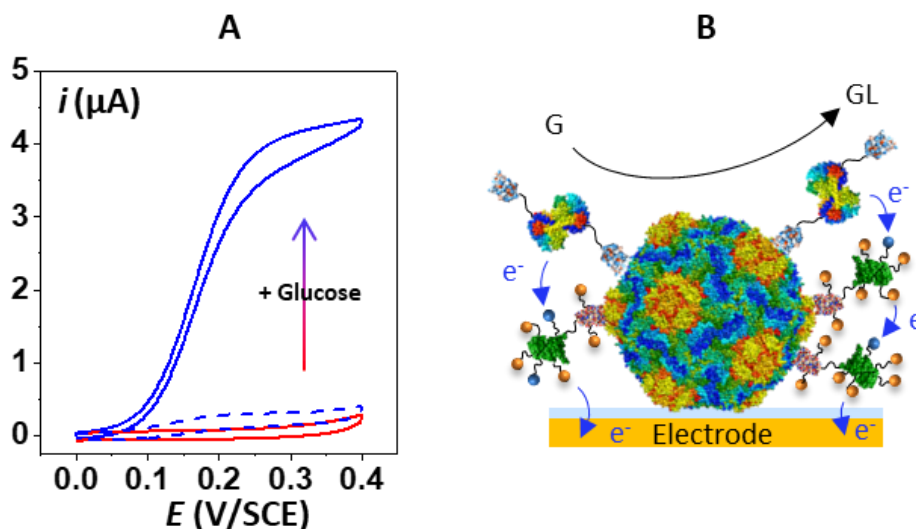 A
B
i (µA)
5
4
3
2
1
0
+ Glucose
0.0 0.1 0.2 0.3 0.4
E (V/SCE)
G
GL
e-
e-
e-
e-
e-
Electrode